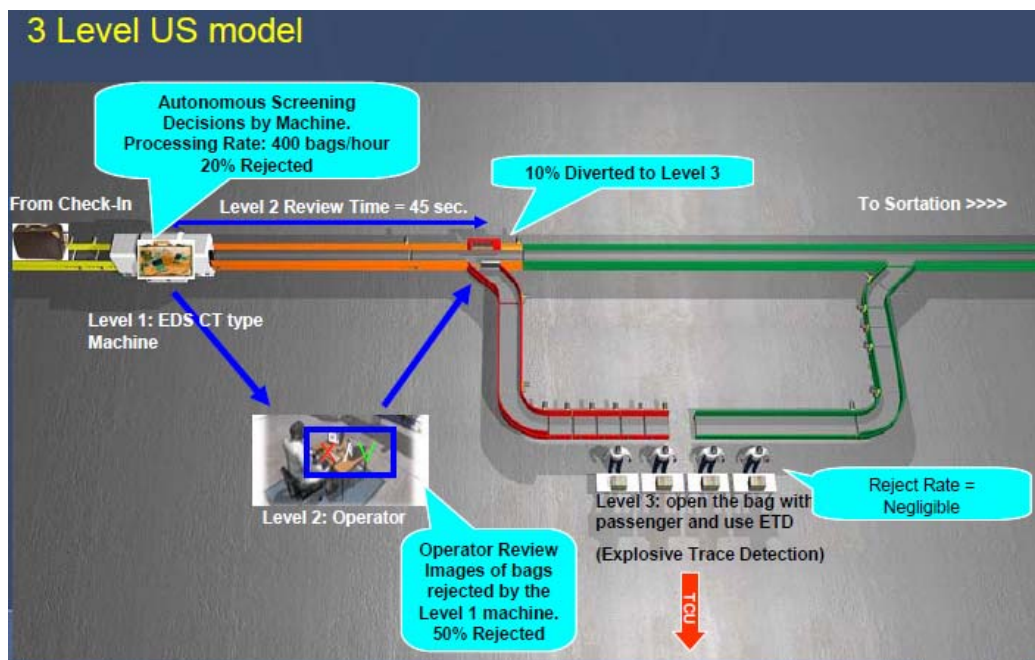 3 Level US model
Autonomous Screening
Decisions by Machine.
Processing Rate: 400 bags/hour
20% Rejected
10% Diverted to Level 3
From Check-In
Level 2 Review Time = 45 sec.
To Sortation >>>>
Level 1: EDS CT type
Machine
Level 2: Operator
Operator Review
Images of bags
rejected by the
Level 1 machine.
50% Rejected
Level 3: open the bag with
passenger and use ETD
(Explosive Trace Detection)
Reject Rate =
Negligible
TCU